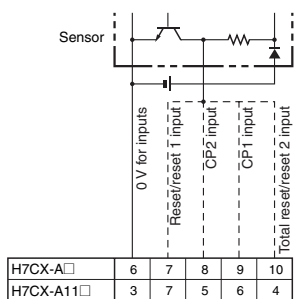 Sensor
0 V for inputs
Reset/reset 1 input
CP2 input
CP1 input
Total reset/reset 2 input
H7CX-A□ 6 7 8 9 10
H7CX-A11□ 3 7 5 6 4